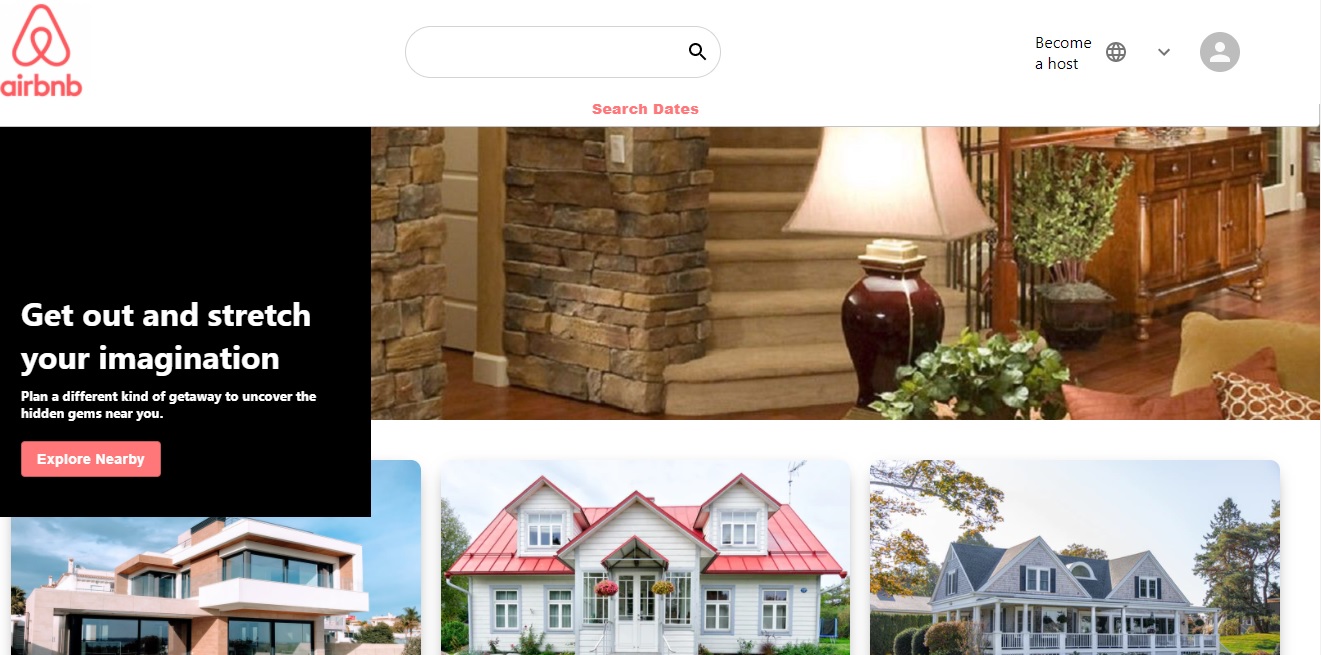 airbnb
Become
a host
Search Dates
Get out and stretch
your imagination
Plan a different kind of getaway to uncover the
hidden gems near you.
Explore Nearby